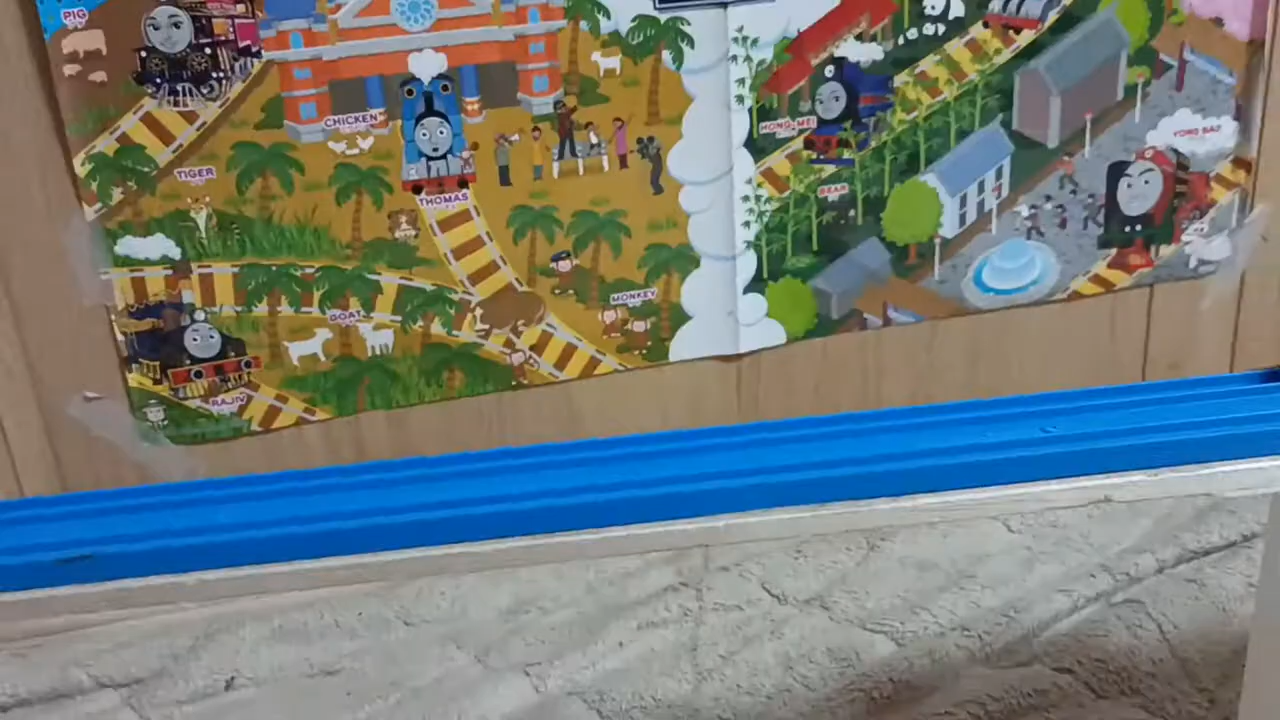 PIG
CHICKEN
HONG-MEI
YONG BAO
TIGER
BEAR
THOMAS
MONKEY
GOAT
RAJIV